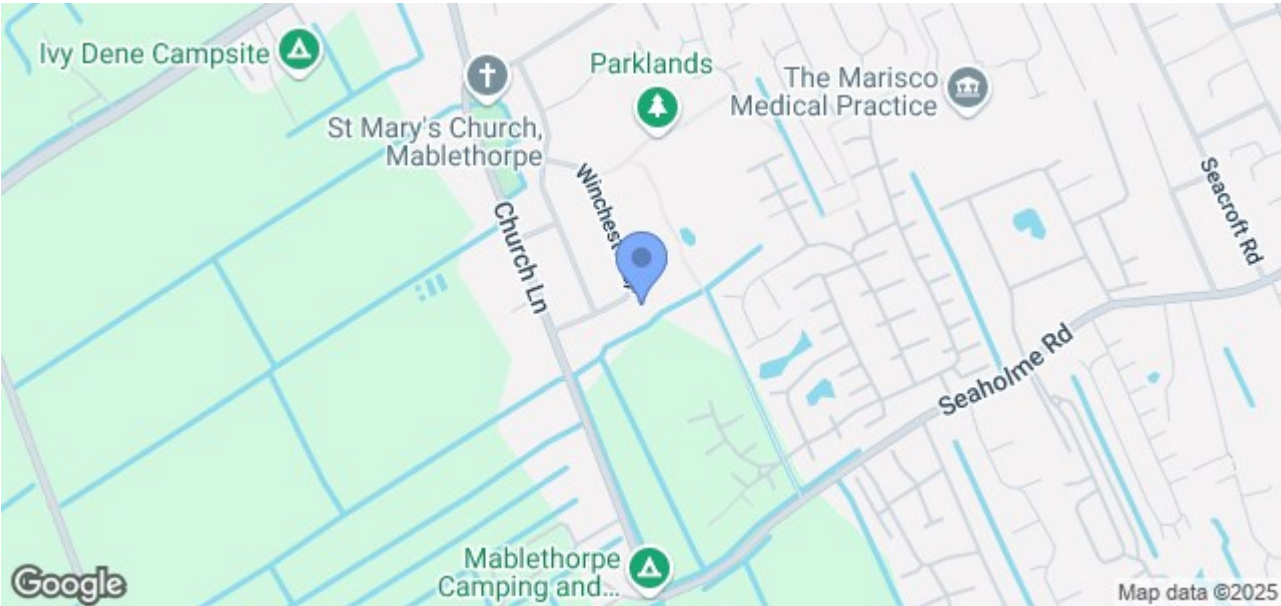 Ivy Dene Campsite
Parklands
The Marisco
Medical Practice
St Mary's Church,
Mablethorpe
Seacroft Rd
Church Ln
Seaholme Rd
Mablethorpe
Camping and...
Google
Map data ©2025